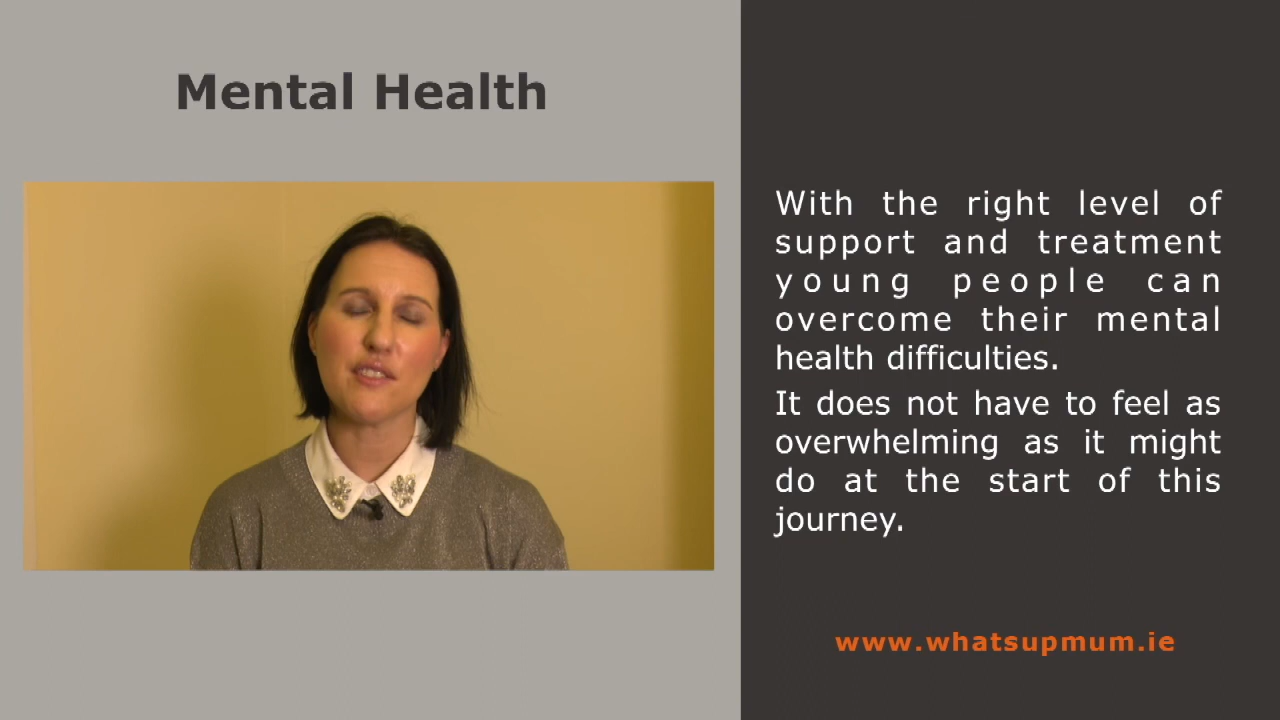 Mental Health
With the right level of
support and treatment
young people can
overcome their mental
health difficulties.
It does not have to feel as
overwhelming as it might
do at the start of this
journey.
www.whatsupmum.ie